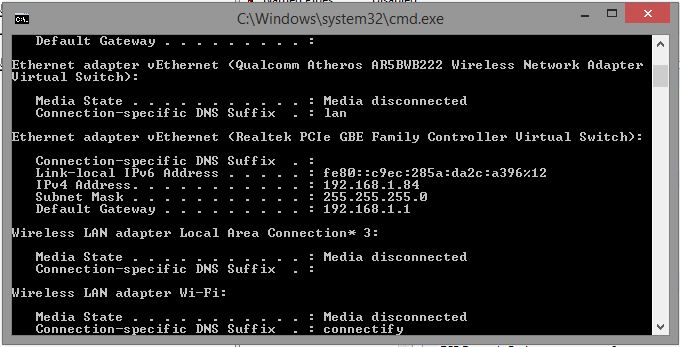 C:\Windows\system32\cmd.exe
C:\.
Default Gateway . . . . . . . . . :
Ethernet adapter vEthernet (Qualcomm Atheros AR5BWB222 Wireless Network Adapter
Virtual Switch):
Media State . . . . . . . . . . . : Media disconnected
Connection-specific DNS Suffix  . : lan
Ethernet adapter vEthernet (Realtek PCIe GBE Family Controller Virtual Switch):
Connection-specific DNS Suffix  . :
Link-local IPv6 Address . . . . . : fe80::c9ec:285a:da2c:a396%12
IPv4 Address. . . . . . . . . . . : 192.168.1.84
Subnet Mask . . . . . . . . . . . : 255.255.255.0
Default Gateway . . . . . . . . . : 192.168.1.1
Wireless LAN adapter Local Area Connection* 3:
Media State . . . . . . . . . . . : Media disconnected
Connection-specific DNS Suffix  . :
Wireless LAN adapter Wi-Fi:
Media State . . . . . . . . . . . : Media disconnected
Connection-specific DNS Suffix  . : connectify